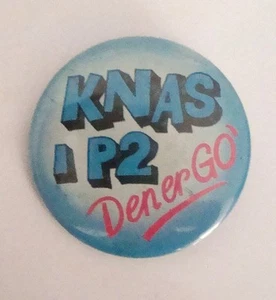 KNAS
I P2
Den er GO'